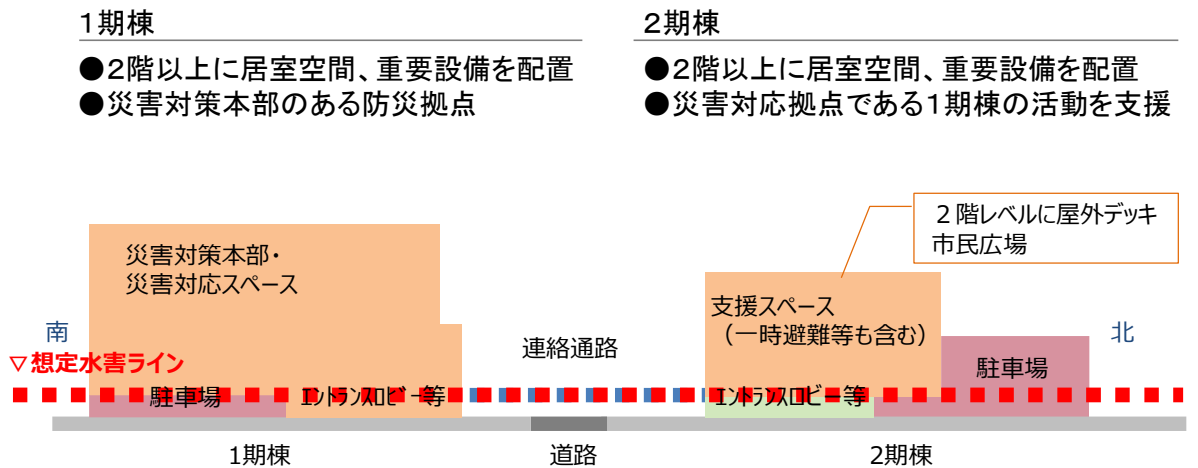 1期棟
●2階以上に居室空間、重要設備を配置
●災害対策本部のある防災拠点
2期棟
●2階以上に居室空間、重要設備を配置
●災害対応拠点である1期棟の活動を支援
2階レベルに屋外デッキ
市民広場
災害対策本部・
災害対応スペース
支援スペース
(一時避難等も含む)
南
北
連絡通路
▽想定水害ライン
駐車場
駐車場
エントランスロビー等
エントランスロビー等
1期棟
道路
2期棟